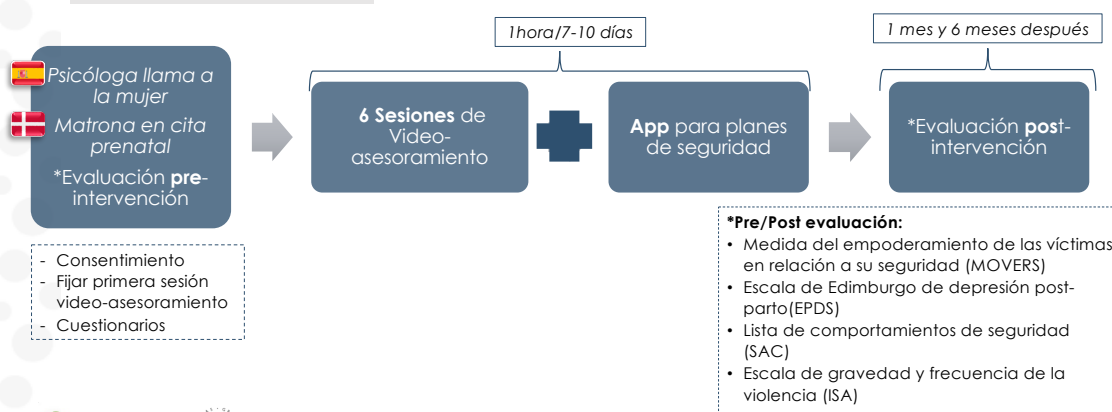 1hora/7-10 días
1 mes y 6 meses después
Psicóloga llama a
la mujer
Matrona en cita
prenatal
*Evaluación pre-
intervención
6 Sesiones de
Video-
asesoramiento
App para planes
de seguridad
*Evaluación post-
intervención
- Consentimiento
- Fijar primera sesión
video-asesoramiento
- Cuestionarios
*Pre/Post evaluación:
• Medida del empoderamiento de las víctimas
en relación a su seguridad (MOVERS)
• Escala de Edimburgo de depresión post-
parto(EPDS)
• Lista de comportamientos de seguridad
(SAC)
• Escala de gravedad y frecuencia de la
violencia (ISA)